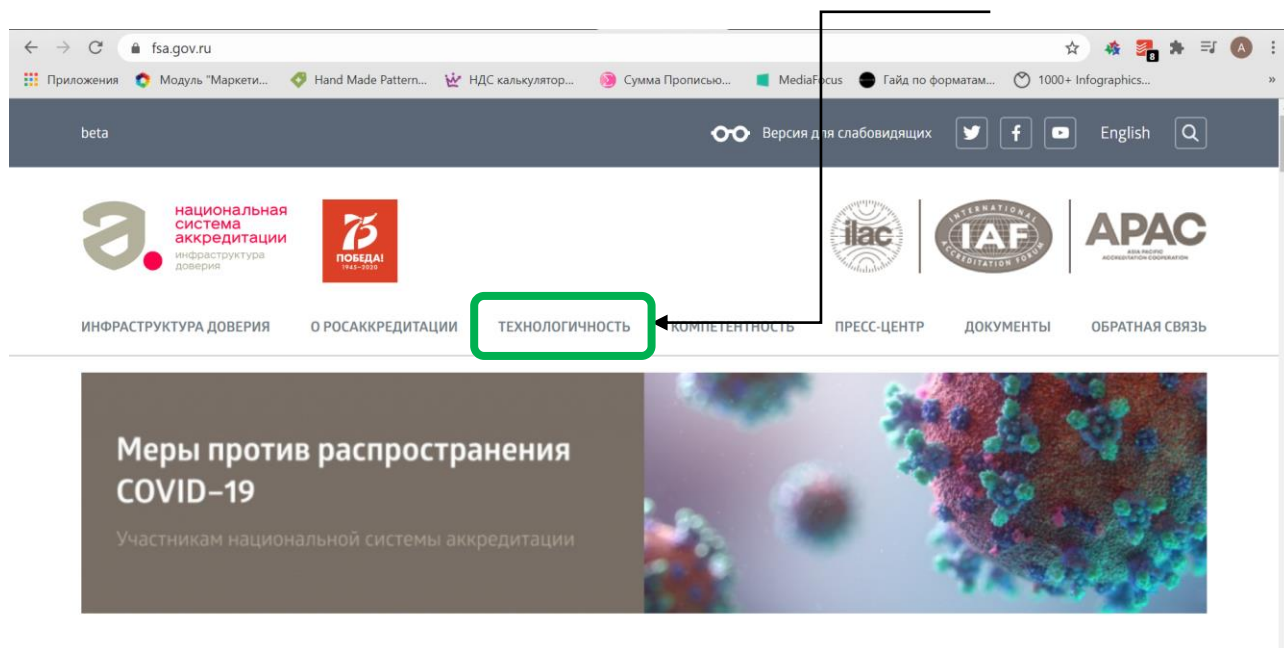 fsa.gov.ru
8
A
Приложения
Модуль "Маркети...
Hand Made Pattern...
НДС калькулятор...
Сумма Прописью...
MediaFocus
Гайд по форматам...
1000+ Infographics...
»
beta
Версия для слабовидящих
English
национальная
система
аккредитации
инфраструктура
доверия
75
ПОБЕДА!
1945–2020
ilac
INTERNATIONAL
IAF
ACCREDITATION FORUM
APAC
ASIA PACIFIC
ACCREDITATION COOPERATION
ИНФРАСТРУКТУРА ДОВЕРИЯ
О РОСАККРЕДИТАЦИИ
ТЕХНОЛОГИЧНОСТЬ
КОМПЕТЕНТНОСТЬ
ПРЕСС-ЦЕНТР
ДОКУМЕНТЫ
ОБРАТНАЯ СВЯЗЬ
Меры против распространения
COVID–19
Участникам национальной системы аккредитации